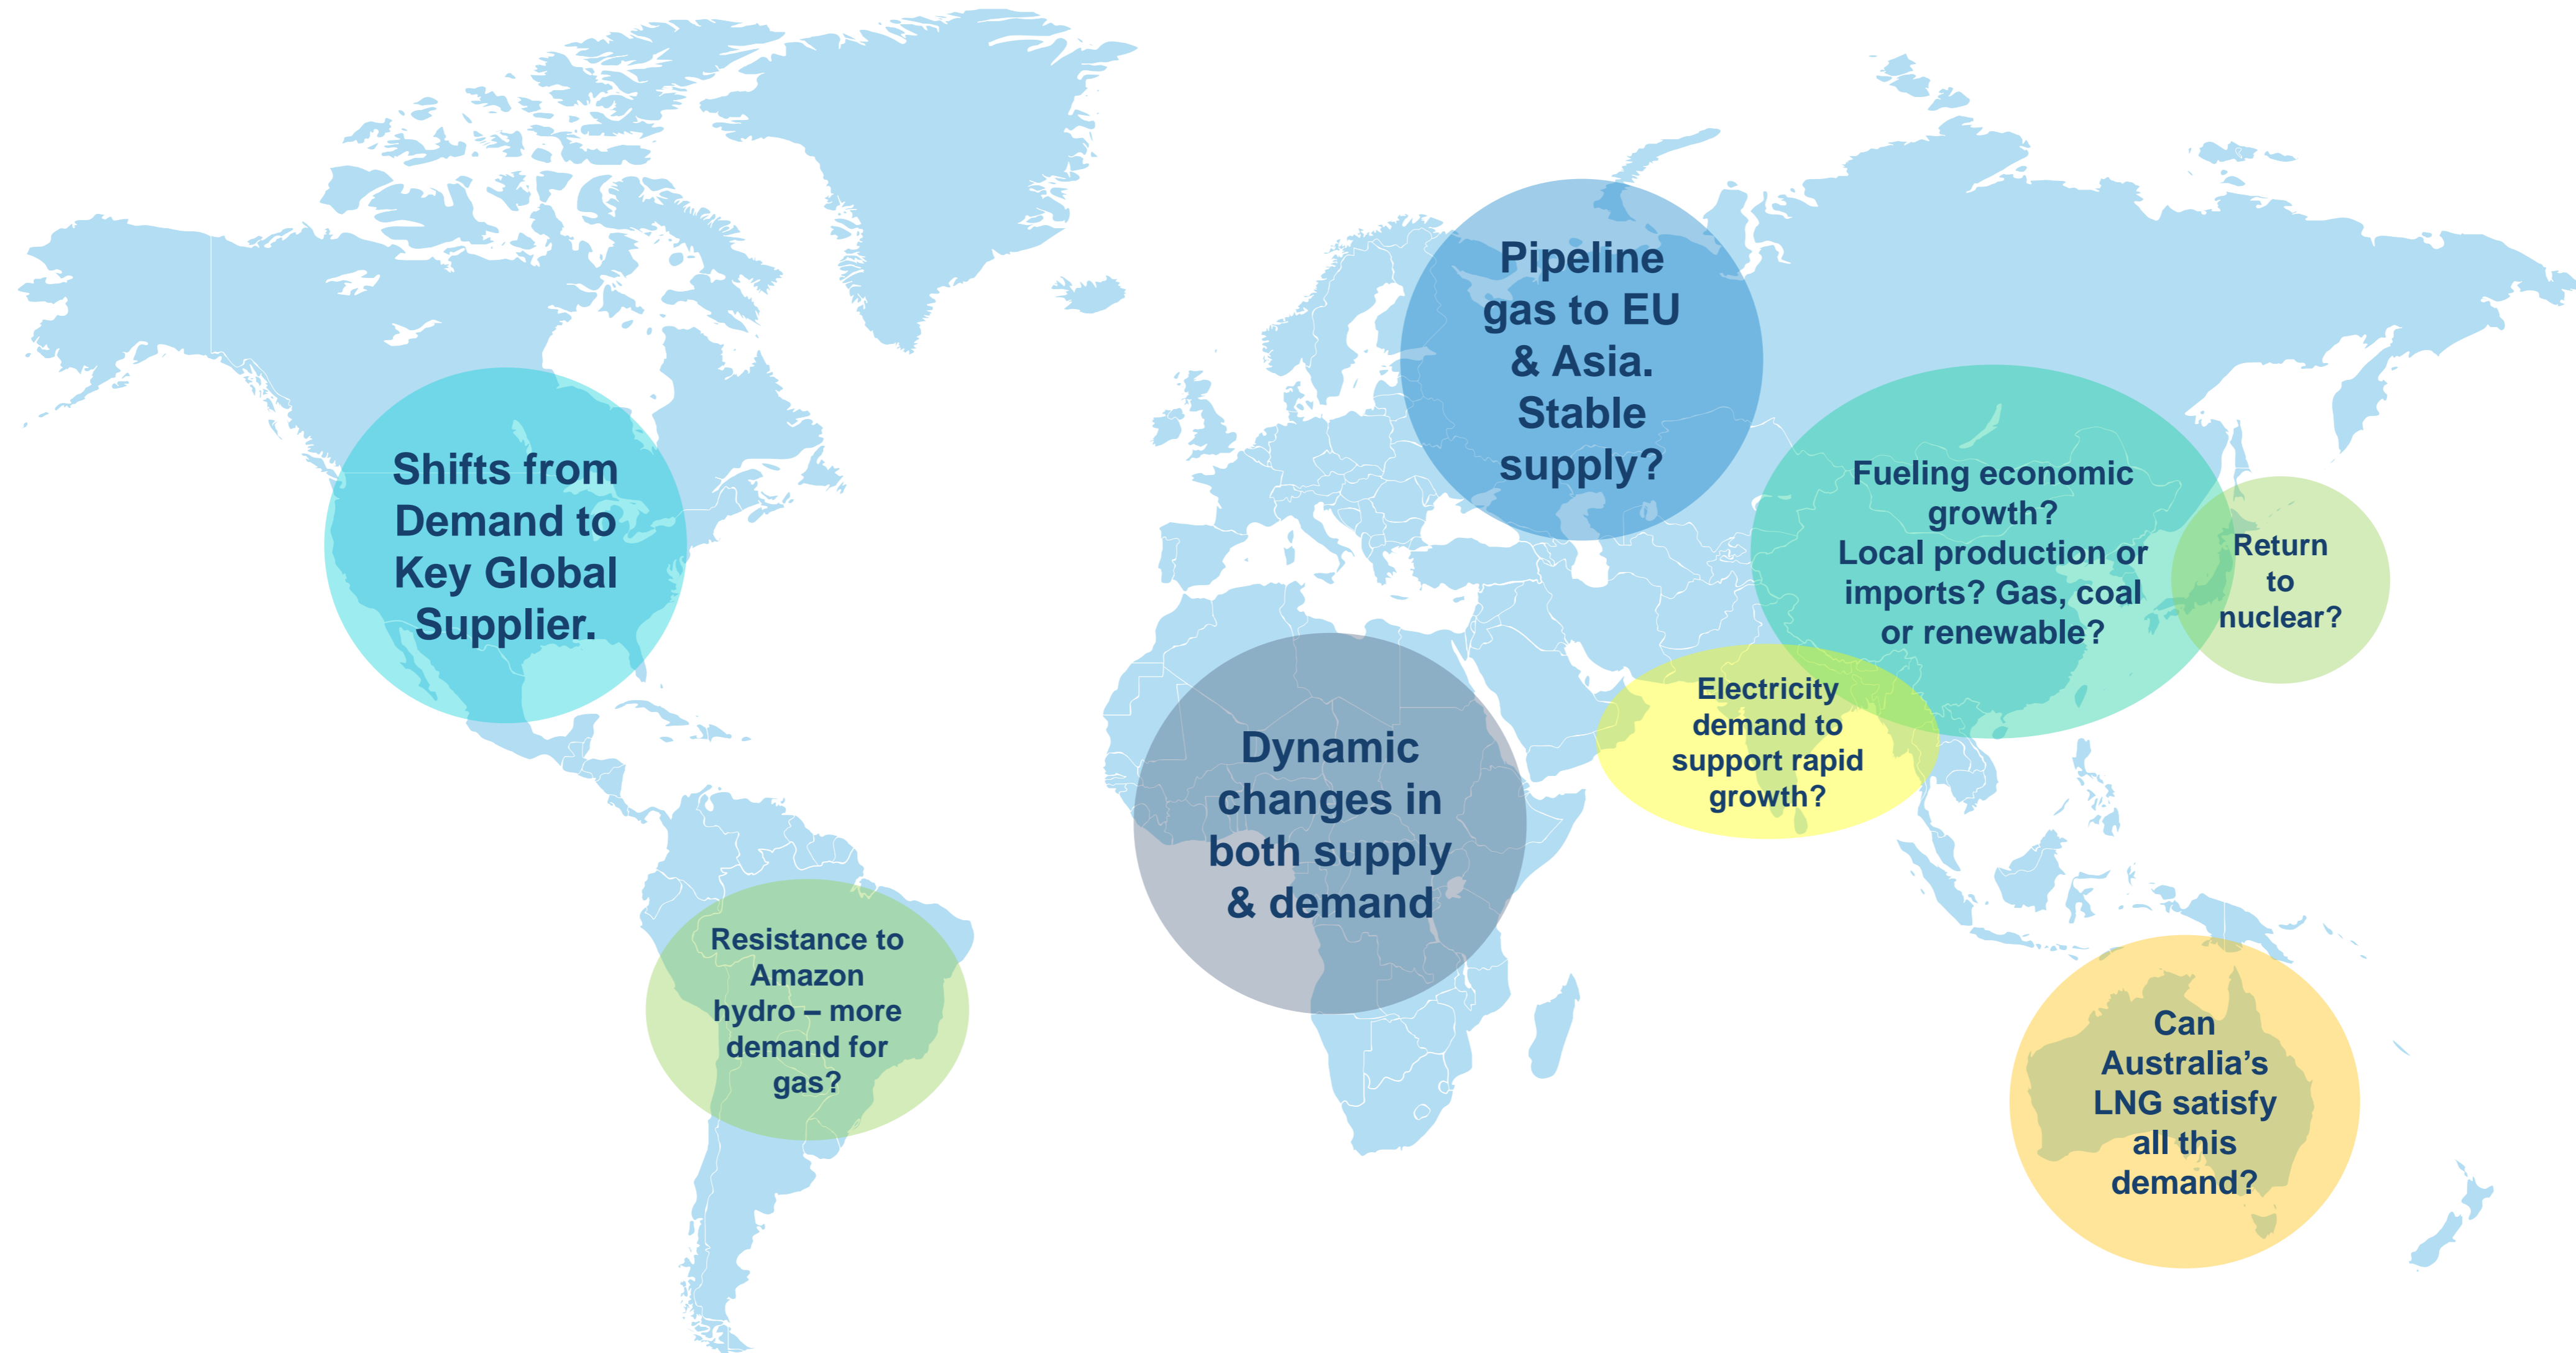 Shifts from
Demand to
Key Global
Supplier.
Pipeline
gas to EU
& Asia.
Stable
supply?
Fueling economic
growth?
Local production or
imports? Gas, coal
or renewable?
Return
to
nuclear?
Electricity
demand to
support rapid
growth?
Dynamic
changes in
both supply
& demand
Resistance to
Amazon
hydro – more
demand for
gas?
Can
Australia’s
LNG satisfy
all this
demand?